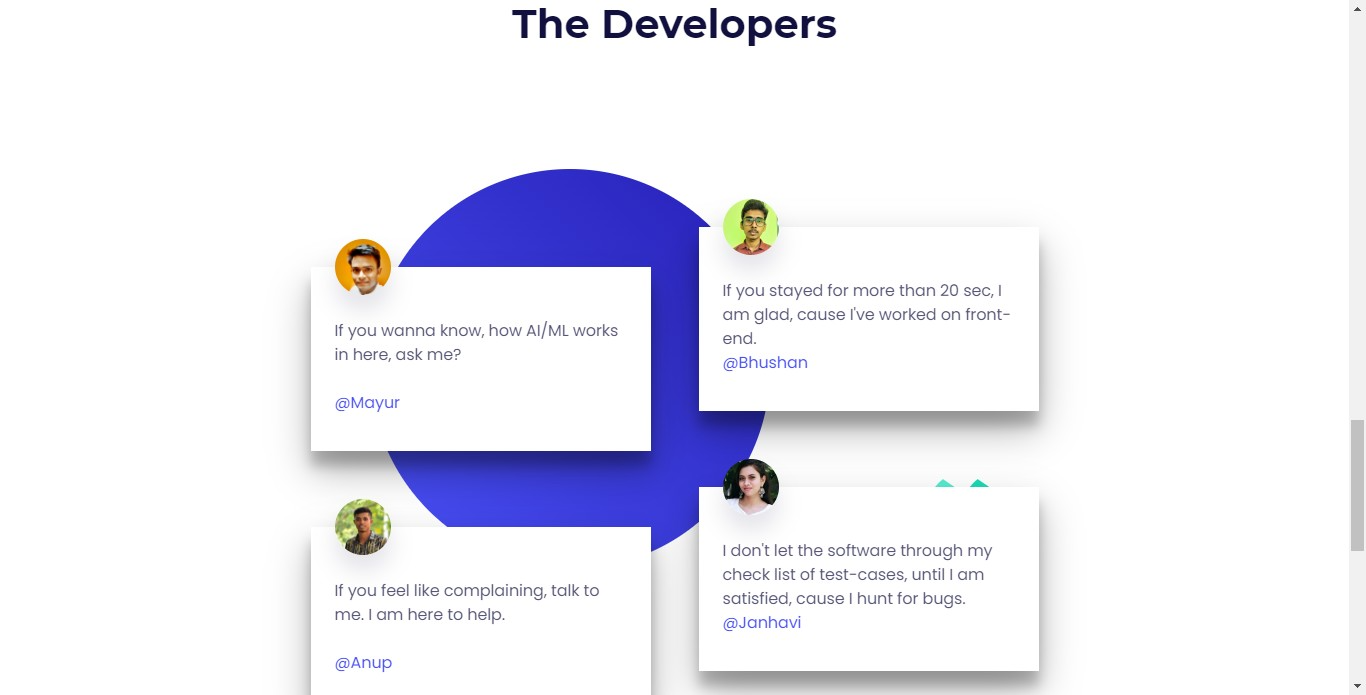 The Developers
If you wanna know, how AI/ML works
in here, ask me?
@Mayur
If you stayed for more than 20 sec, I
am glad, cause I've worked on front-
end.
@Bhushan
If you feel like complaining, talk to
me. I am here to help.
@Anup
I don't let the software through my
check list of test-cases, until I am
satisfied, cause I hunt for bugs.
@Janhavi